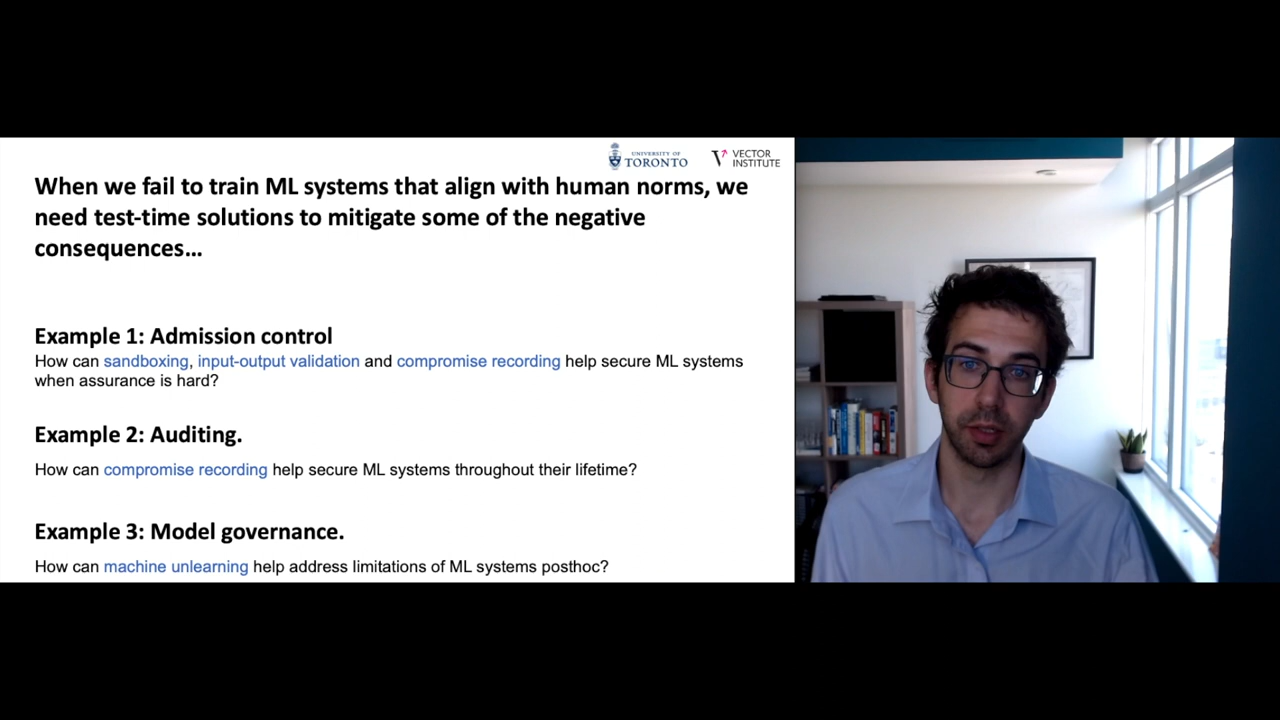 UNIVERSITY OF
TORONTO
VECTOR
INSTITUTE
When we fail to train ML systems that align with human norms, we
need test-time solutions to mitigate some of the negative
consequences…
Example 1: Admission control
How can sandboxing, input-output validation and compromise recording help secure ML systems
when assurance is hard?
Example 2: Auditing.
How can compromise recording help secure ML systems throughout their lifetime?
Example 3: Model governance.
How can machine unlearning help address limitations of ML systems posthoc?